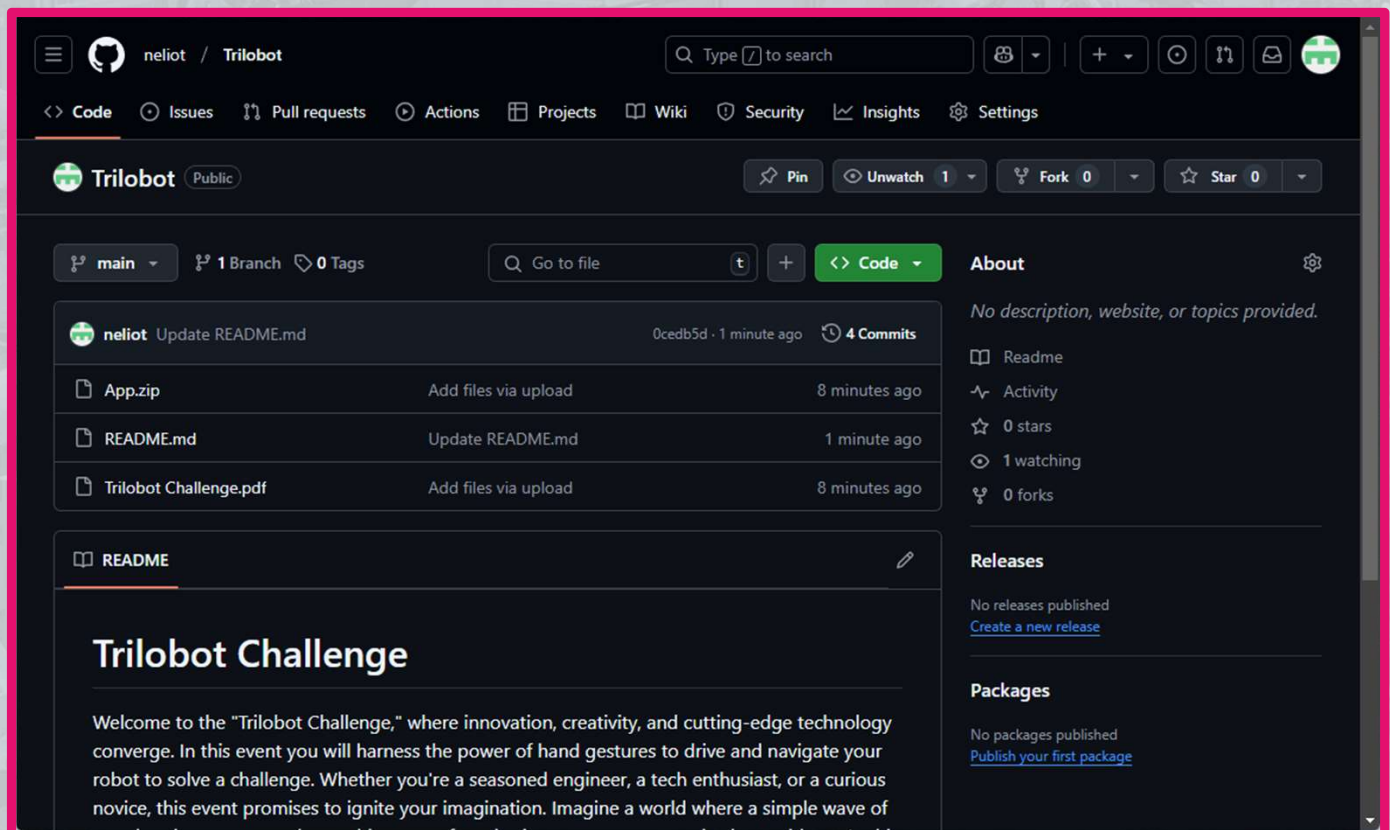 neliot / Trilobot
Type / to search
Code Issues Pull requests Actions Projects Wiki Security Insights Settings
Trilobot Public
Pin Unwatch 1 Fork 0 Star 0
main 1 Branch 0 Tags
Go to file t
Code
neliot Update README.md 0cedb5d · 1 minute ago 4 Commits
App.zip Add files via upload 8 minutes ago
README.md Update README.md 1 minute ago
Trilobot Challenge.pdf Add files via upload 8 minutes ago
README
Trilobot Challenge
Welcome to the "Trilobot Challenge," where innovation, creativity, and cutting-edge technology
converge. In this event you will harness the power of hand gestures to drive and navigate your
robot to solve a challenge. Whether you're a seasoned engineer, a tech enthusiast, or a curious
novice, this event promises to ignite your imagination. Imagine a world where a simple wave of
About
No description, website, or topics provided.
Readme
Activity
0 stars
1 watching
0 forks
Releases
No releases published
Create a new release
Packages
No packages published
Publish your first package